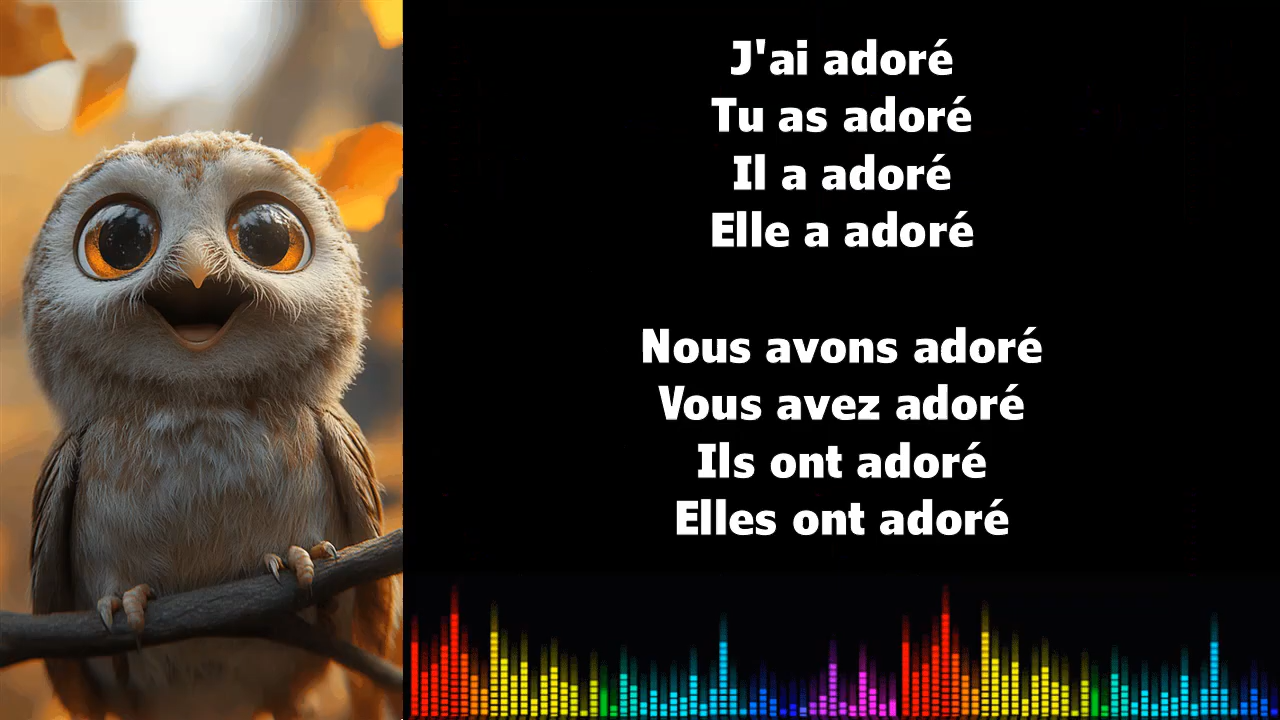 J'ai adoré
Tu as adoré
Il a adoré
Elle a adoré
Nous avons adoré
Vous avez adoré
Ils ont adoré
Elles ont adoré